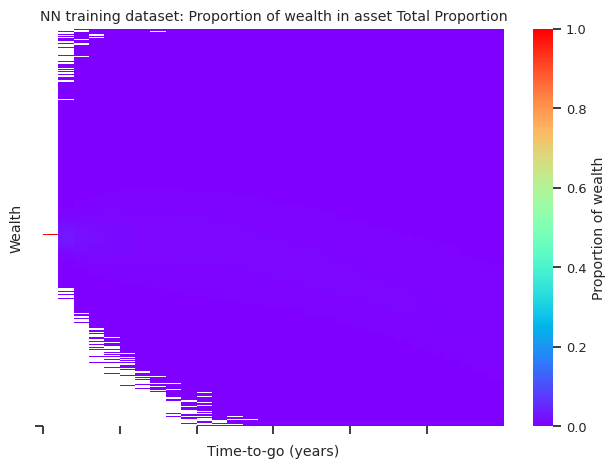 NN training dataset: Proportion of wealth in asset Total Proportion
Wealth
Time-to-go (years)
1.0
0.8
0.6
0.4
0.2
0.0
Proportion of wealth